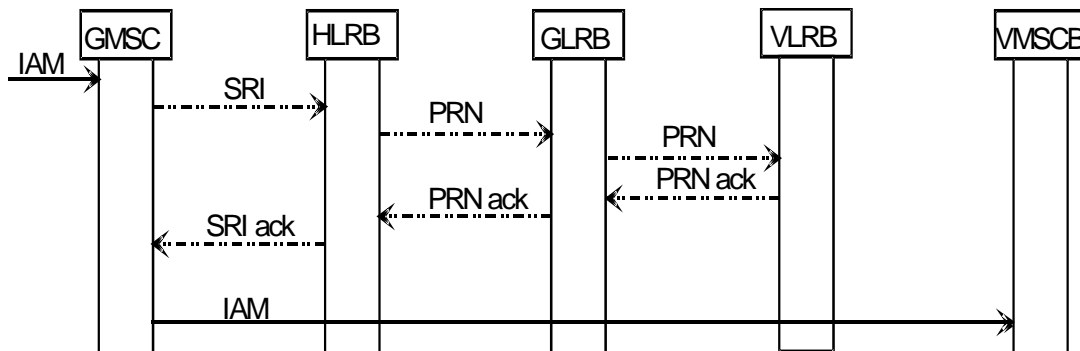 GMSC HLRB GLRB VLRB VMSCB
IAM
SRI
PRN
PRN
PRN ack
PRN ack
SRI ack
IAM